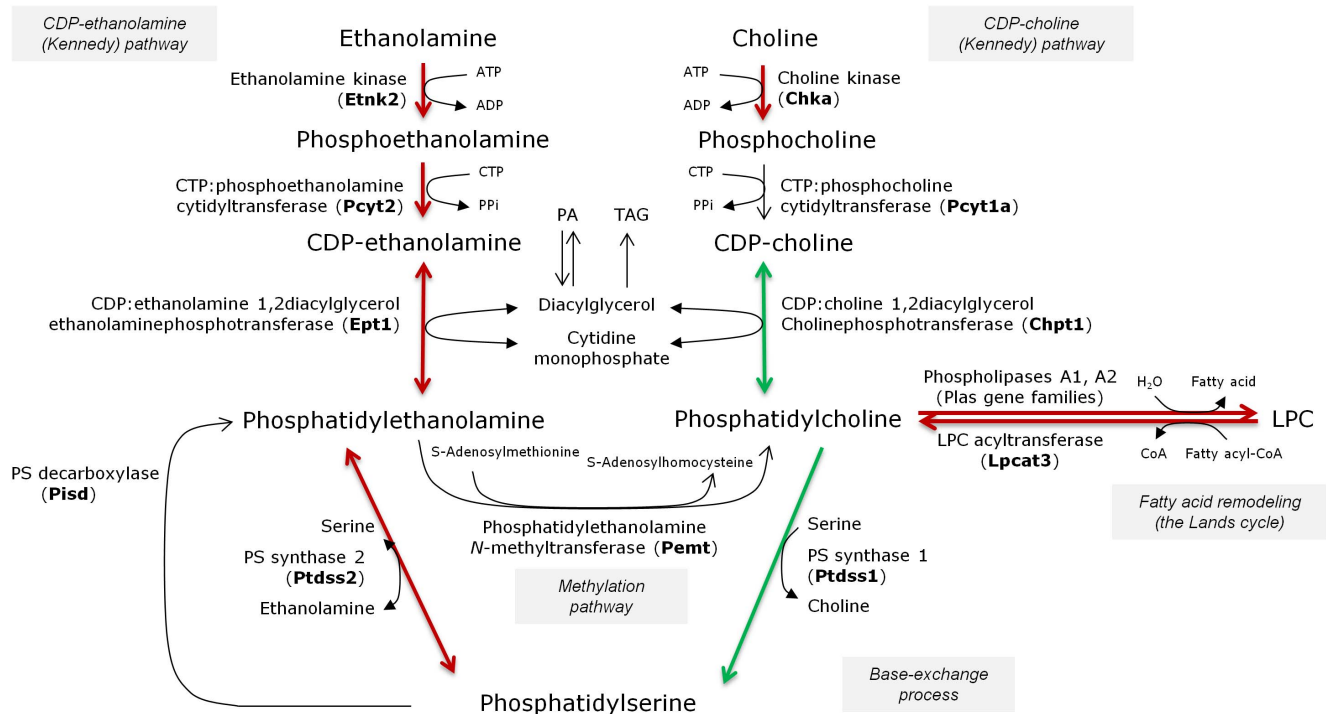 CDP-ethanolamine
(Kennedy) pathway
CDP-choline
(Kennedy) pathway
Ethanolamine
Choline
Ethanolamine kinase
(Etnk2)
ATP
ADP
ATP
ADP
Choline kinase
(Chka)
Phosphoethanolamine
Phosphocholine
CTP:phosphoethanolamine
cytidyltransferase (Pcyt2)
CTP
PPi
CTP
PPi
CTP:phosphocholine
cytidyltransferase (Pcyt1a)
PA
TAG
CDP-ethanolamine
CDP-choline
CDP:ethanolamine 1,2diacylglycerol
ethanolaminephosphotransferase (Ept1)
Diacylglycerol
Cytidine
monophosphate
CDP:choline 1,2diacylglycerol
Cholinephosphotransferase (Chpt1)
Phospholipases A1, A2
(Plas gene families)
H₂O
Fatty acid
Phosphatidylethanolamine
Phosphatidylcholine
LPC
LPC acyltransferase
(Lpcat3)
CoA
Fatty acyl-CoA
PS decarboxylase
(Pisd)
S-Adenosylmethionine
S-Adenosylhomocysteine
Fatty acid remodeling
(the Lands cycle)
Phosphatidylethanolamine
N-methyltransferase (Pemt)
Serine
PS synthase 2
(Ptdss2)
Ethanolamine
Serine
PS synthase 1
(Ptdss1)
Choline
Methylation
pathway
Base-exchange
process
Phosphatidylserine